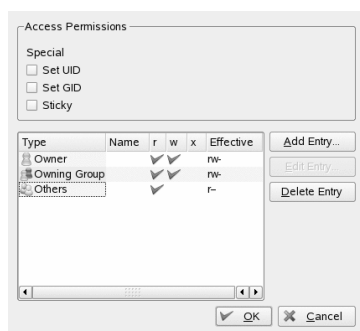 Access Permissions
Special
Set UID
Set GID
Sticky
Type Name r w x Effective
Owner rw-
Owning Group rw-
Others r--
Add Entry...
Edit Entry...
Delete Entry
OK
Cancel